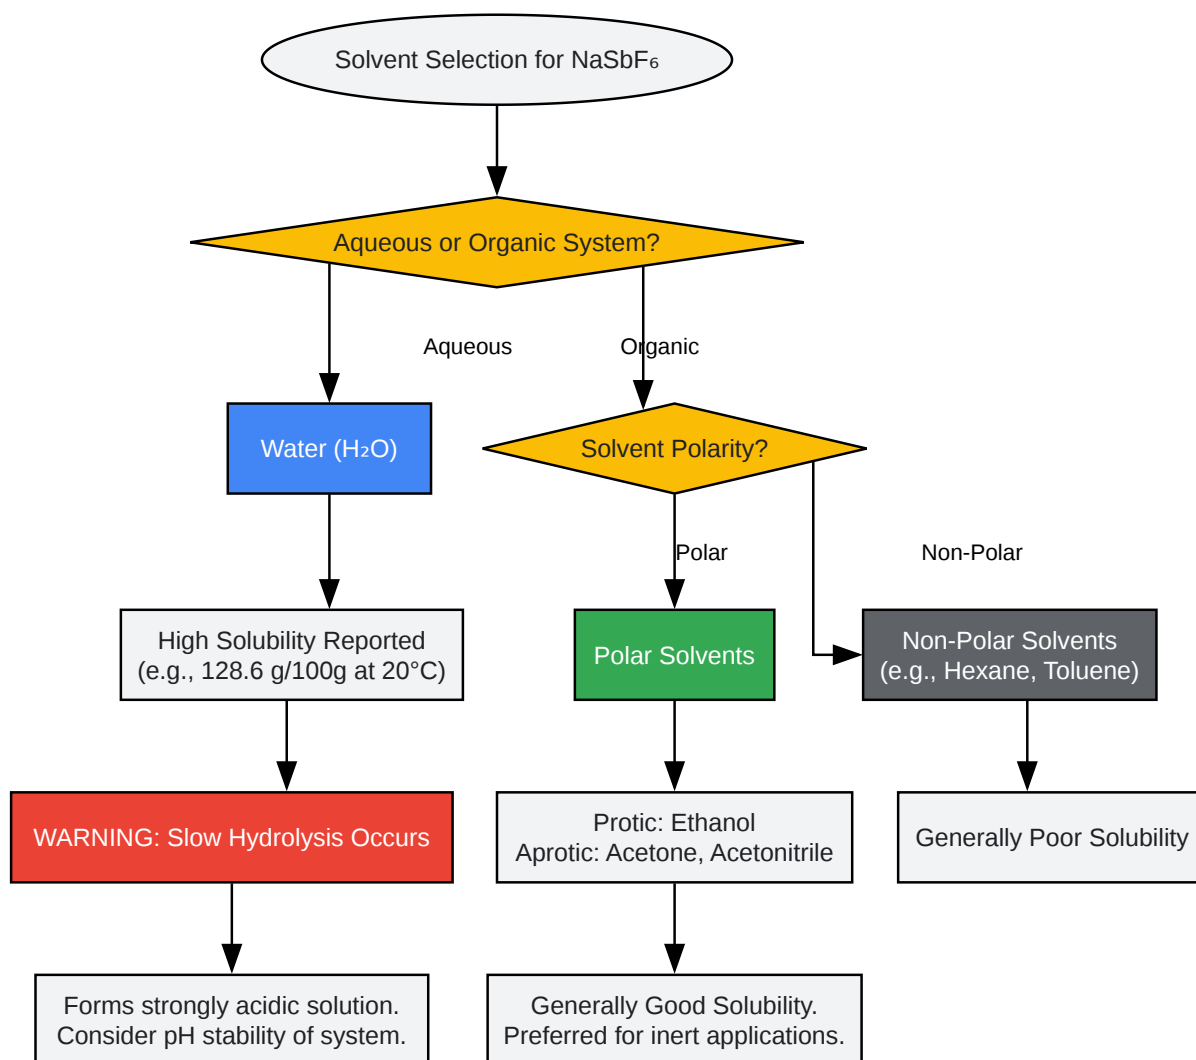 Solvent Selection for NaSbF₆
Aqueous or Organic System?
Aqueous
Organic
Water (H₂O)
Solvent Polarity?
Polar
Non-Polar
High Solubility Reported
(e.g., 128.6 g/100g at 20°C)
Polar Solvents
Non-Polar Solvents
(e.g., Hexane, Toluene)
WARNING: Slow Hydrolysis Occurs
Protic: Ethanol
Aprotic: Acetone, Acetonitrile
Generally Poor Solubility
Forms strongly acidic solution.
Consider pH stability of system.
Generally Good Solubility.
Preferred for inert applications.